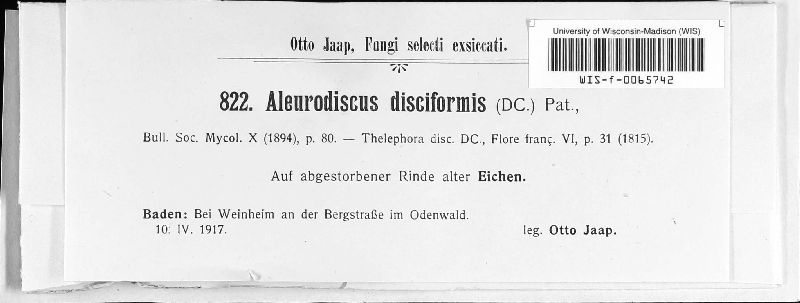 University of Wisconsin-Madison (WIS)
WIS-f-0065742
Otto Jaap, Fungi selecti exsiccati.
822. Aleurodiscus disciformis (DC.) Pat.,
Bull. Soc. Mycol. X (1894), p. 80. — Thelephora disc. DC., Flore franç. VI, p. 31 (1815).
Auf abgestorbener Rinde alter Eichen.
Baden: Bei Weinheim an der Bergstraße im Odenwald.
10. IV. 1917. leg. Otto Jaap.